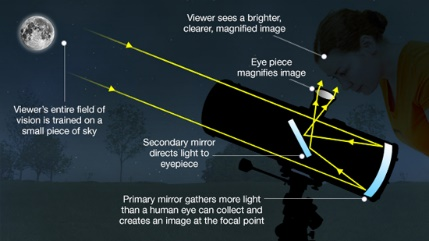 Viewer sees a brighter,
clearer, magnified image
Eye piece
magnifies image
Viewer's entire field of
vision is trained on a
small piece of sky
Secondary mirror
directs light to
eyepiece
Primary mirror gathers more light
than a human eye can collect and
creates an image at the focal point